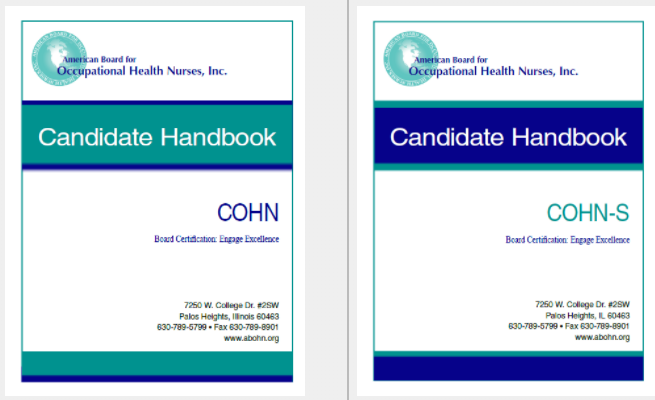 American Board for
Occupational Health Nurses, Inc.
Candidate Handbook
COHN
Board Certification: Engage Excellence
7250 W. College Dr. #2SW
Palos Heights, Illinois 60463
630-789-5799 • Fax 630-789-8901
www.abohn.org
American Board for
Occupational Health Nurses, Inc.
Candidate Handbook
COHN-S
Board Certification: Engage Excellence
7250 W. College Dr. #2SW
Palos Heights, IL 60463
630-789-5799 • Fax 630-789-8901
www.abohn.org